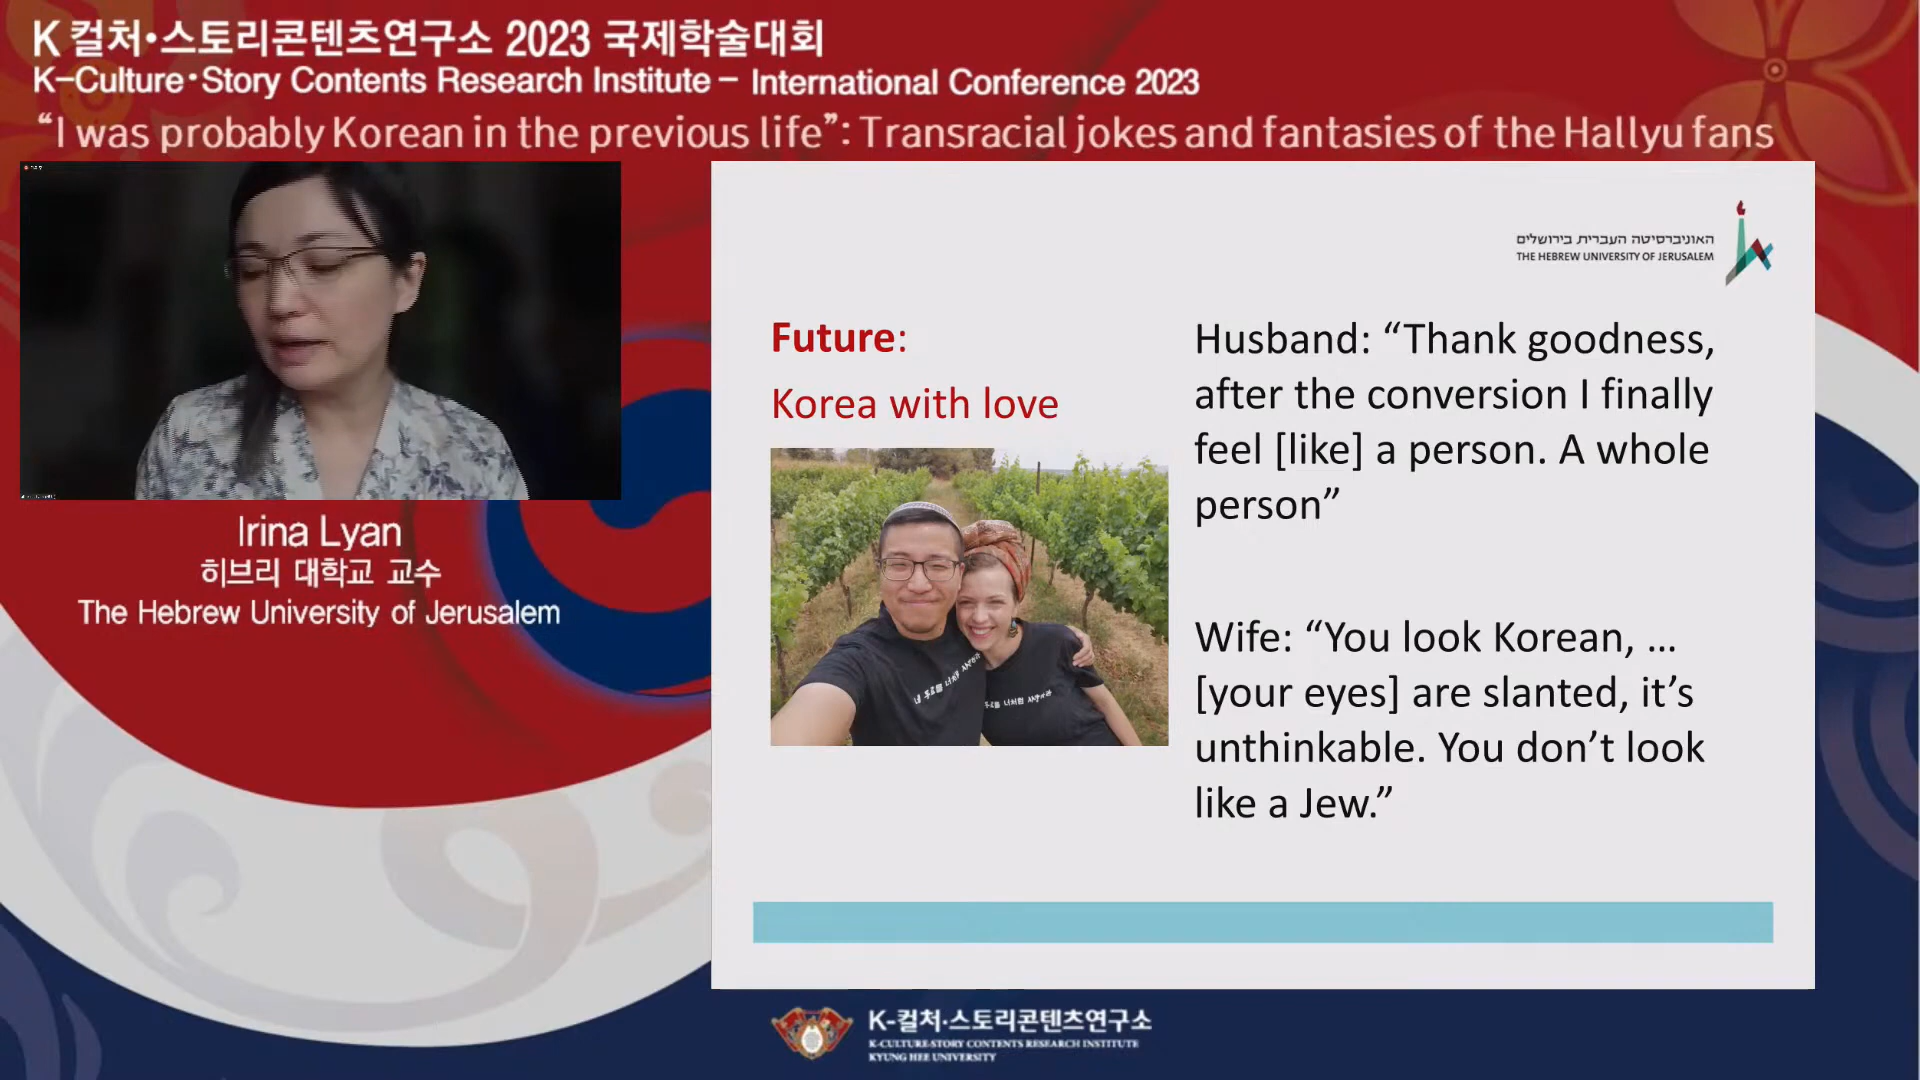 K 컬처•스토리콘텐츠연구소 2023 국제학술대회
K-Culture•Story Contents Research Institute – International Conference 2023
“I was probably Korean in the previous life”: Transracial jokes and fantasies of the Hallyu fans
Irina Lyan
히브리 대학교 교수
The Hebrew University of Jerusalem
האוניברסיטה העברית בירושלים
THE HEBREW UNIVERSITY OF JERUSALEM
Future:
Korea with love
Husband: “Thank goodness,
after the conversion I finally
feel [like] a person. A whole
person”
Wife: “You look Korean, ...
[your eyes] are slanted, it’s
unthinkable. You don’t look
like a Jew.”
K-컬처•스토리콘텐츠연구소
K-CULTURE•STORY CONTENTS RESEARCH INSTITUTE
KYUNG HEE UNIVERSITY